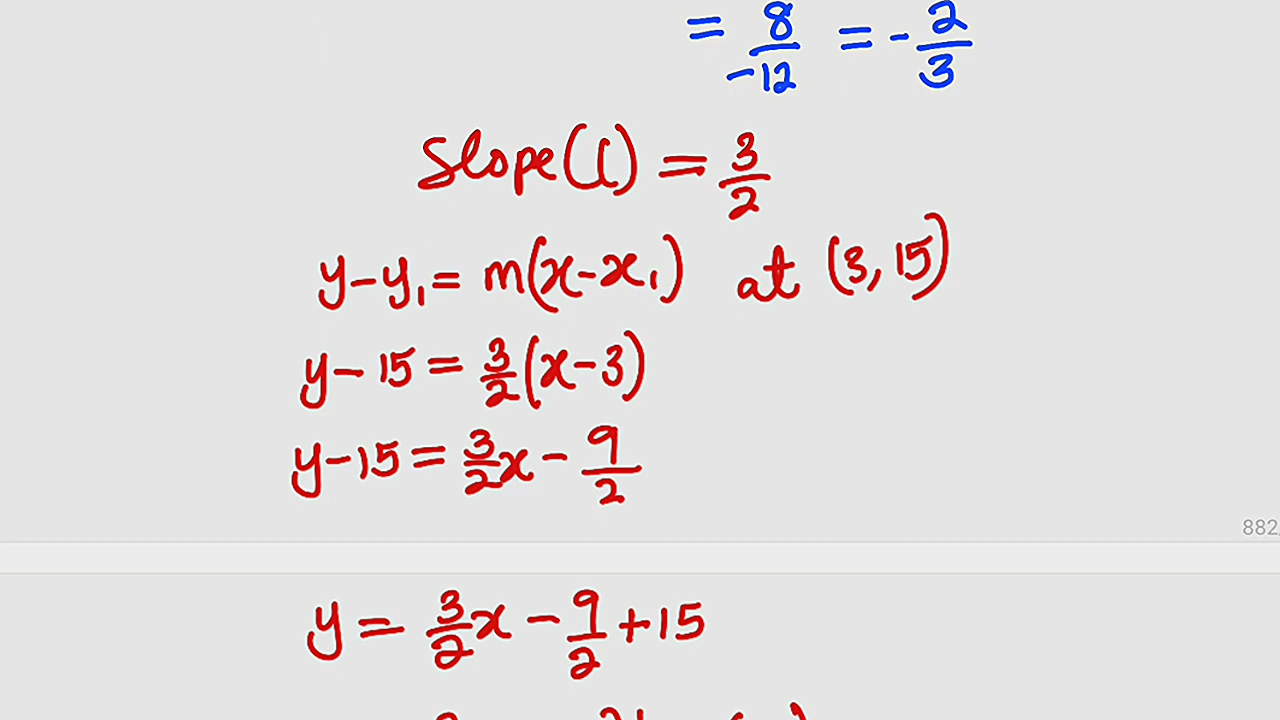 = 8/-12 = -2/3
Slope(l) = 3/2
y-y₁ = m(x-x₁) at (3, 15)
y-15 = 3/2(x-3)
y-15 = 3/2x - 9/2
882
y = 3/2x - 9/2 + 15